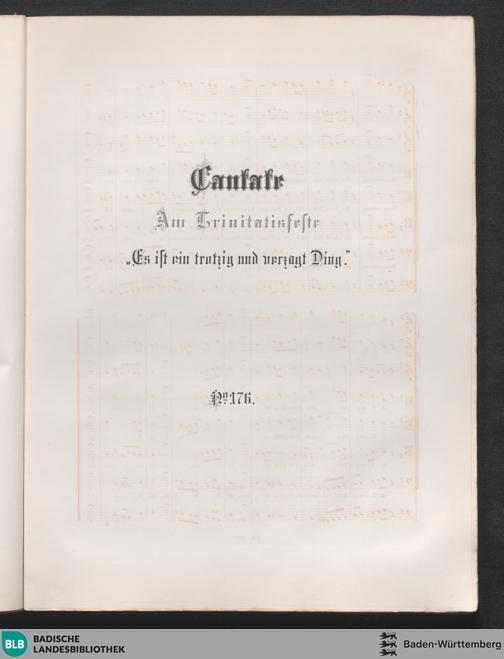 Cantate
Am Trinitatisfeste
„Es ist ein trotzig und verzagt Ding.“
No. 176.
BLB
BADISCHE
LANDESBIBLIOTHEK
Baden-Württemberg